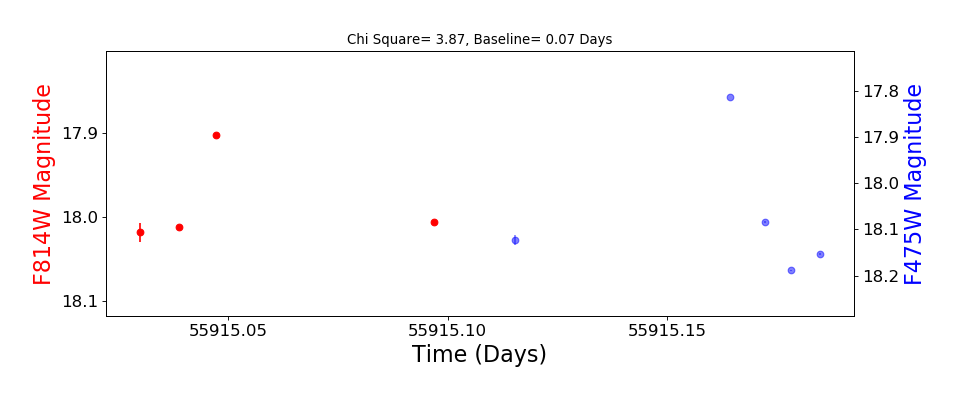 Chi Square= 3.87, Baseline= 0.07 Days
F814W Magnitude
17.9
18.0
18.1
17.8
17.9
18.0
18.1
18.2
F475W Magnitude
55915.05 55915.10 55915.15
Time (Days)